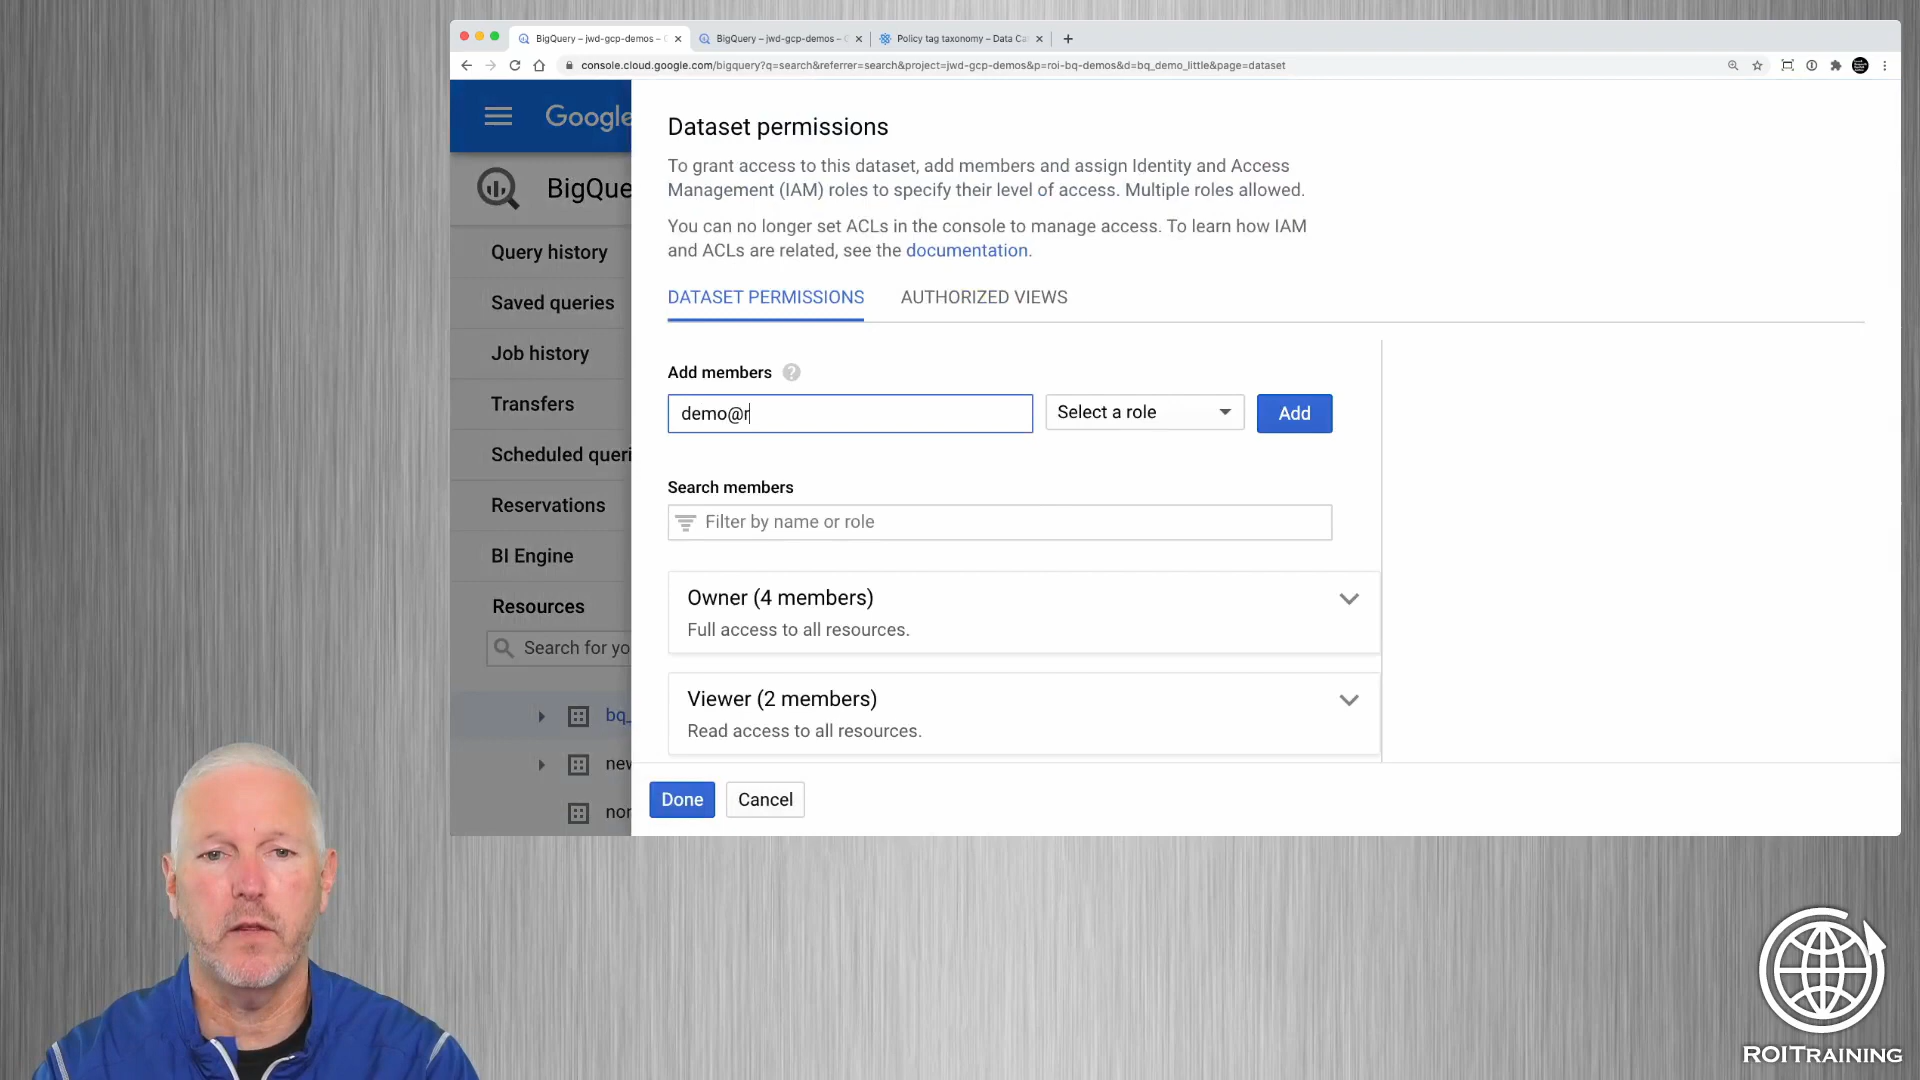 BigQuery – jwd-gcp-demos –
BigQuery – jwd-gcp-demos –
Policy tag taxonomy – Data Ca
console.cloud.google.com/bigquery?q=search&referrer=search&project=jwd-gcp-demos&p=roi-bq-demos&d=bq_demo_little&page=dataset
Google
BigQue
Query history
Saved queries
Job history
Transfers
Scheduled queri
Reservations
BI Engine
Resources
Search for yo
bq_
new
nor
Dataset permissions
To grant access to this dataset, add members and assign Identity and Access
Management (IAM) roles to specify their level of access. Multiple roles allowed.
You can no longer set ACLs in the console to manage access. To learn how IAM
and ACLs are related, see the documentation.
DATASET PERMISSIONS
AUTHORIZED VIEWS
Add members ?
demo@r
Select a role
Add
Search members
Filter by name or role
Owner (4 members)
Full access to all resources.
Viewer (2 members)
Read access to all resources.
Done
Cancel
ROITRAINING